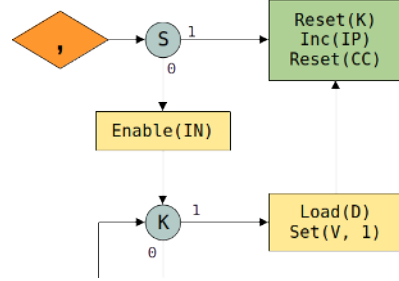 ,
S
1
0
Reset(K)
Inc(IP)
Reset(CC)
Enable(IN)
K
1
0
Load(D)
Set(V, 1)